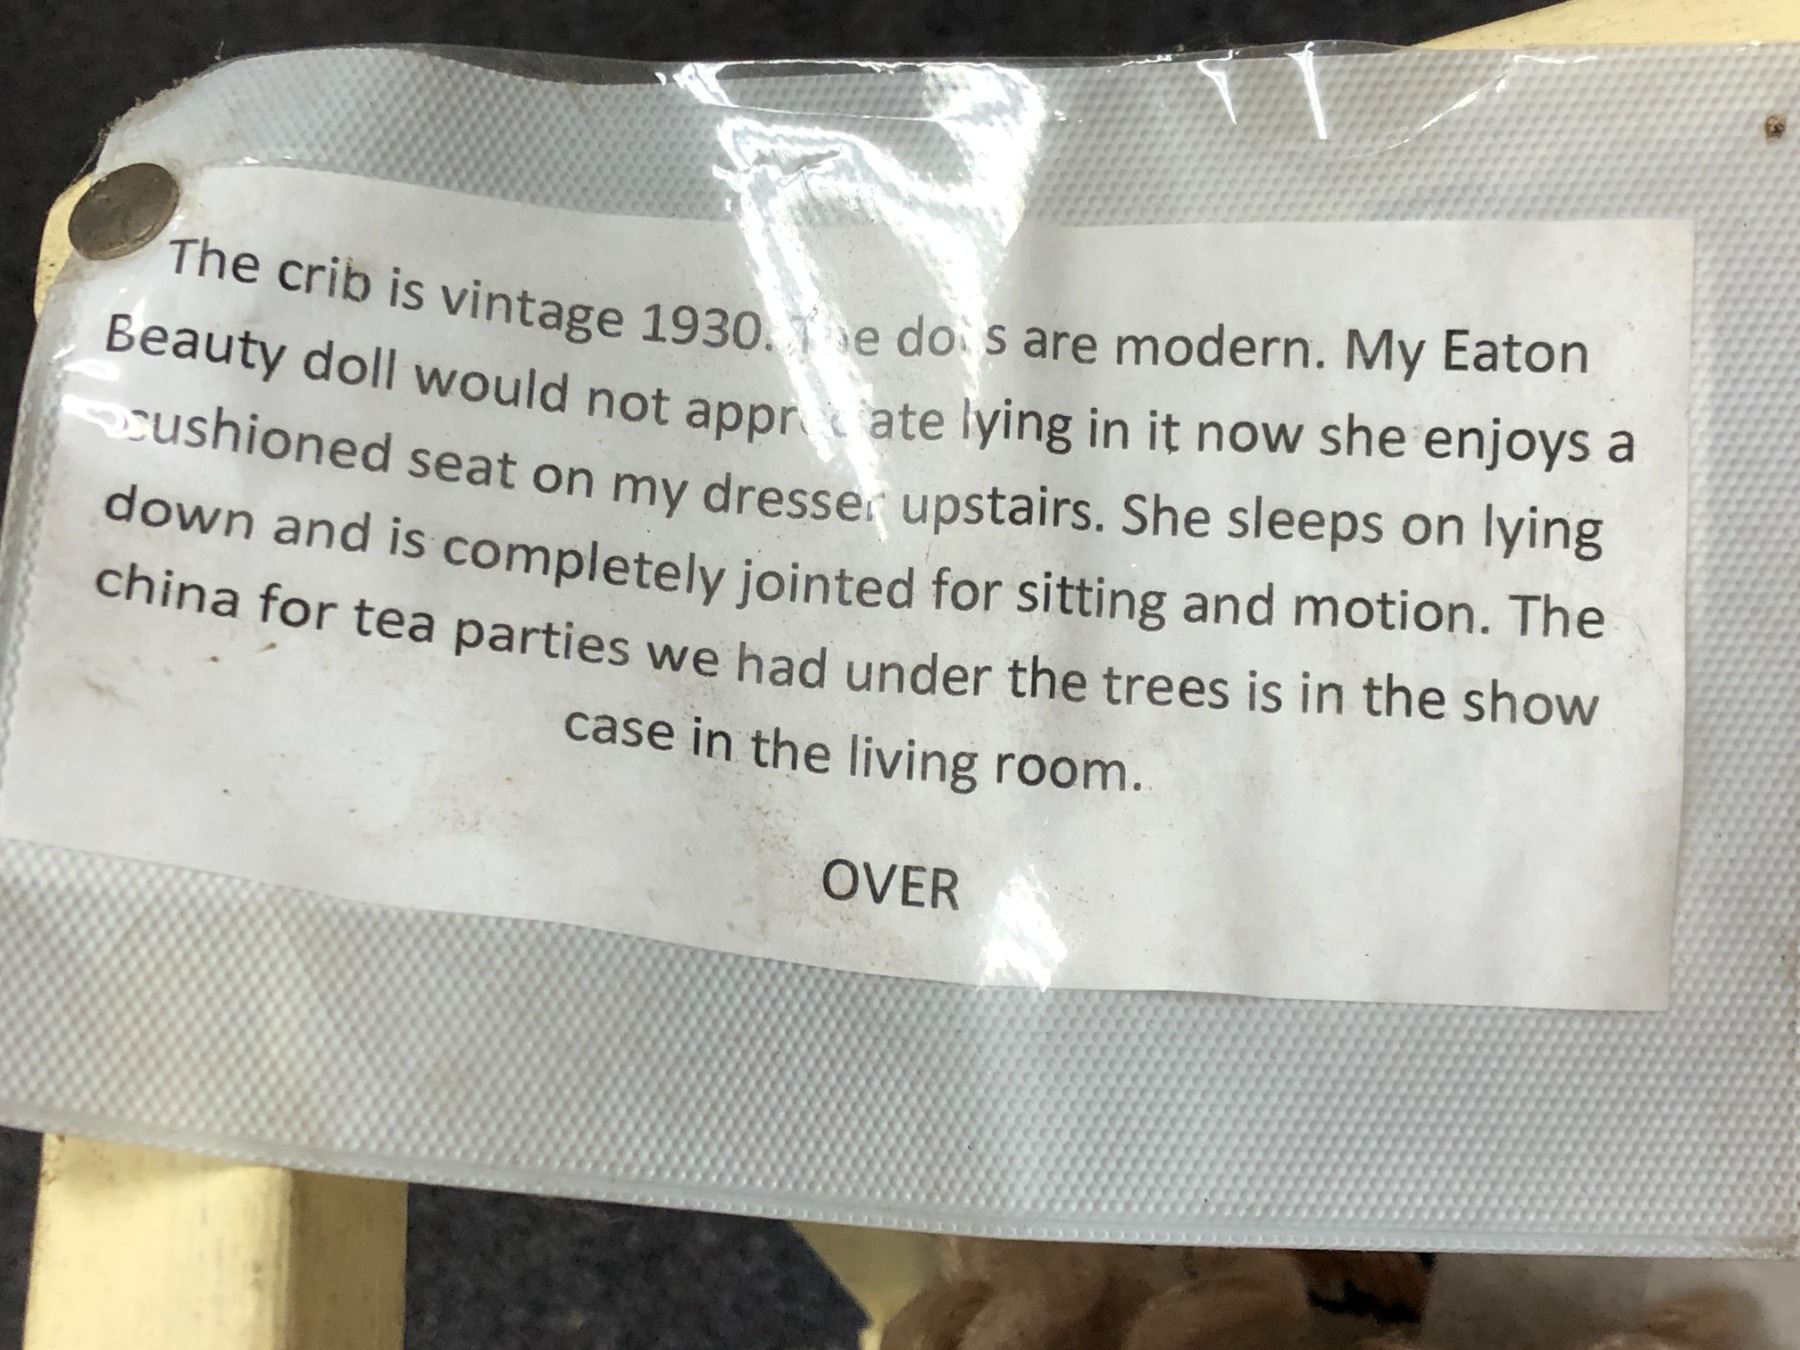 The crib is vintage 1930. The dolls are modern. My Eaton
Beauty doll would not appreciate lying in it now she enjoys a
cushioned seat on my dresser upstairs. She sleeps on lying
down and is completely jointed for sitting and motion. The
china for tea parties we had under the trees is in the show
case in the living room.
OVER